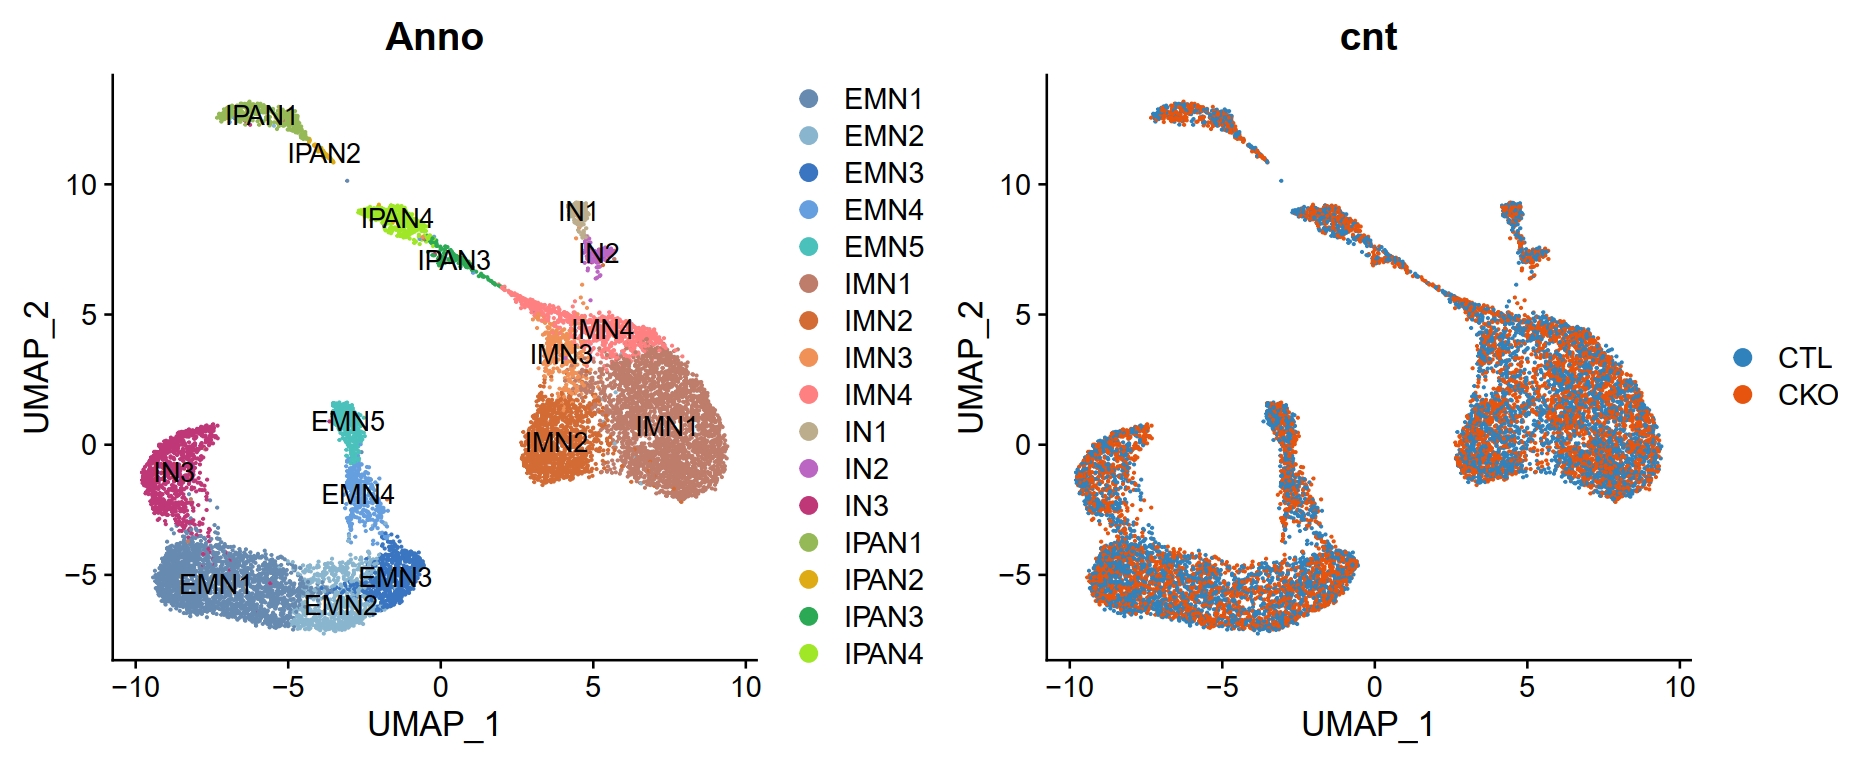 Anno
UMAP_2
10
5
0
−5
−10
−5
0
5
10
UMAP_1
IPAN1
IPAN2
IPAN4
IPAN3
IN1
IN2
IMN4
IMN3
IMN1
IMN2
EMN5
IN3
EMN4
EMN1
EMN3
EMN2
EMN1
EMN2
EMN3
EMN4
EMN5
IMN1
IMN2
IMN3
IMN4
IN1
IN2
IN3
IPAN1
IPAN2
IPAN3
IPAN4
cnt
UMAP_2
10
5
0
−5
−10
−5
0
5
10
UMAP_1
CTL
CKO